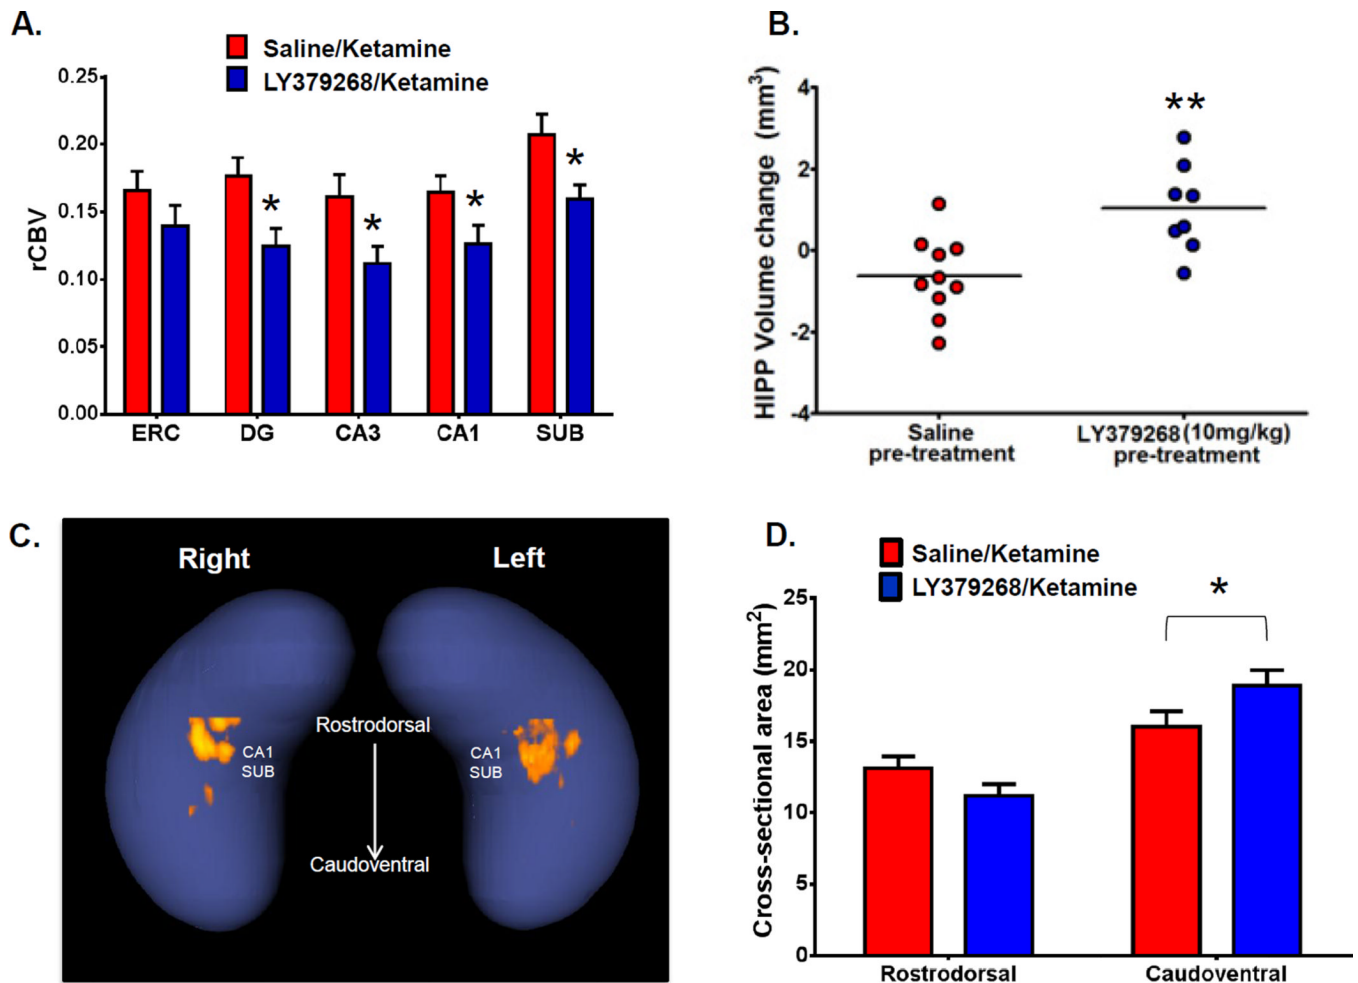 A.
Saline/Ketamine
LY379268/Ketamine
rCBV
0.25
0.20
0.15
0.10
0.05
0.00
* * * *
ERC DG CA3 CA1 SUB
B.
HIPP Volume change (mm³)
4
2
0
-2
-4
**
Saline
pre-treatment
LY379268(10mg/kg)
pre-treatment
C.
Right Left
Rostrodorsal
CA1
SUB
CA1
SUB
Caudoventral
D.
Saline/Ketamine
LY379268/Ketamine
Cross-sectional area (mm²)
25
20
15
10
5
0
*
Rostrodorsal Caudoventral